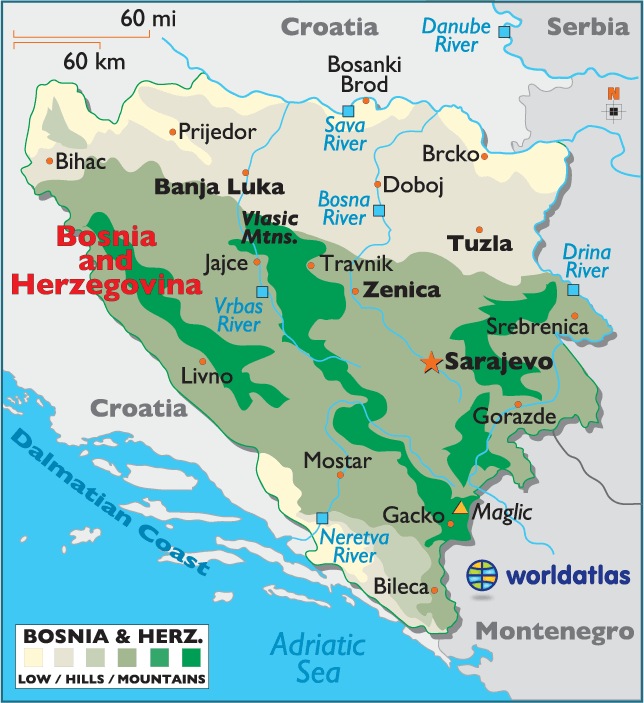 60 mi
60 km
Croatia
Danube
River
Serbia
Bosanki
Brod
N
Sava
River
Prijedor
Brcko
Bihac
Banja Luka
Doboj
Bosna
River
Vlasic
Mtns.
Tuzla
Bosnia
and
Herzegovina
Drina
River
Jajce
Travnik
Zenica
Vrbas
River
Srebrenica
Sarajevo
Livno
Croatia
Gorazde
Dalmatian Coast
Mostar
Gacko
Maglic
Neretva
River
worldatlas
Bileca
BOSNIA & HERZ.
LOW / HILLS / MOUNTAINS
Adriatic
Sea
Montenegro